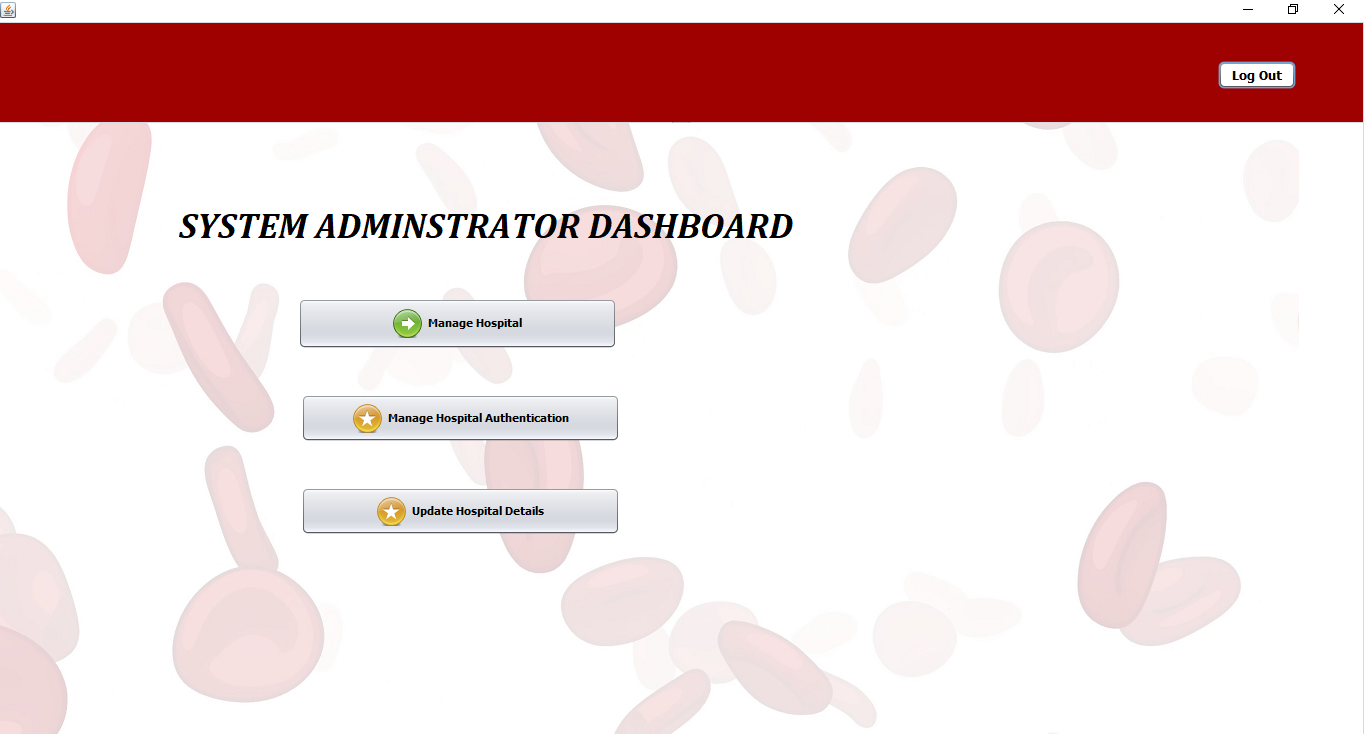 Log Out
SYSTEM ADMINSTRATOR DASHBOARD
Manage Hospital
Manage Hospital Authentication
Update Hospital Details